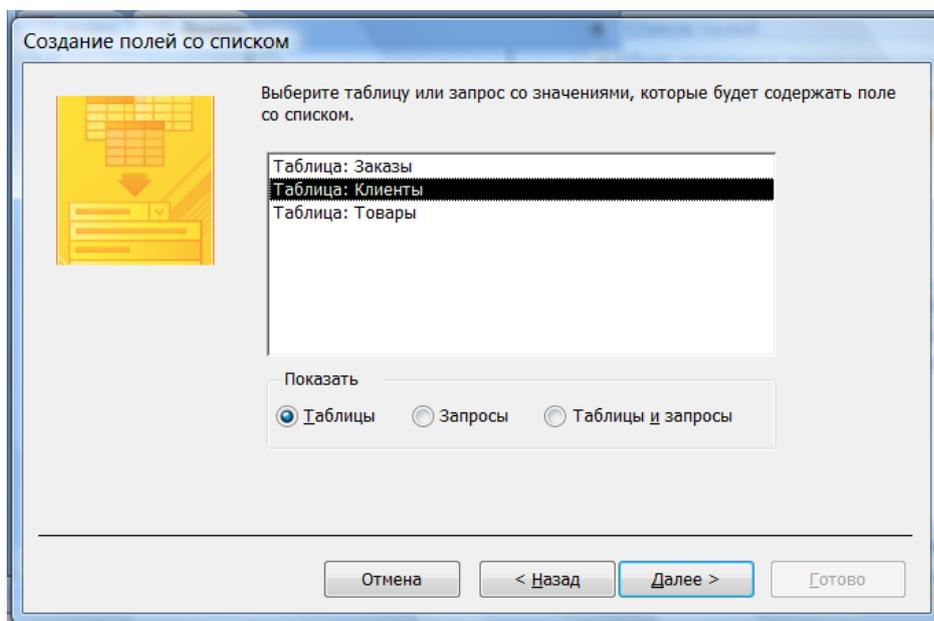 Создание полей со списком
Выберите таблицу или запрос со значениями, которые будет содержать поле
со списком.
Таблица: Заказы
Таблица: Клиенты
Таблица: Товары
Показать
Таблицы Запросы Таблицы и запросы
Отмена < Назад Далее > Готово